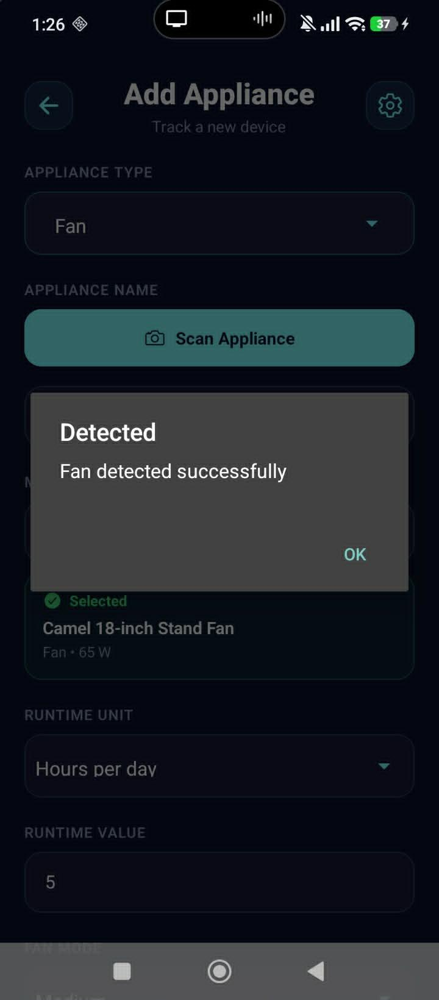 1:26
37
Add Appliance
Track a new device
APPLIANCE TYPE
Fan
APPLIANCE NAME
Scan Appliance
Detected
Fan detected successfully
OK
Selected
Camel 18-inch Stand Fan
Fan • 65 W
RUNTIME UNIT
Hours per day
RUNTIME VALUE
5
FAN MODE
Medium